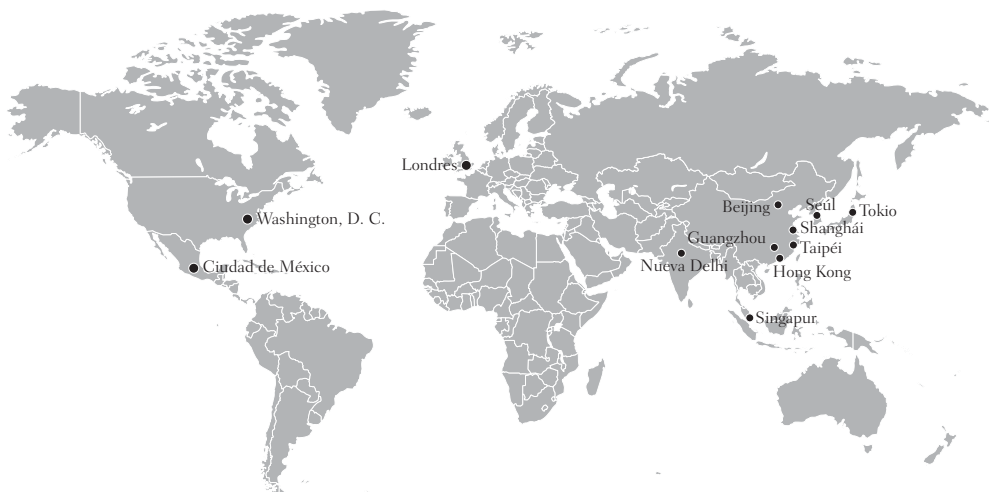 Londres
Washington, D. C.
Ciudad de México
Beijing
Seúl
Tokio
Shanghái
Guangzhou
Taipéi
Nueva Delhi
Hong Kong
Singapur